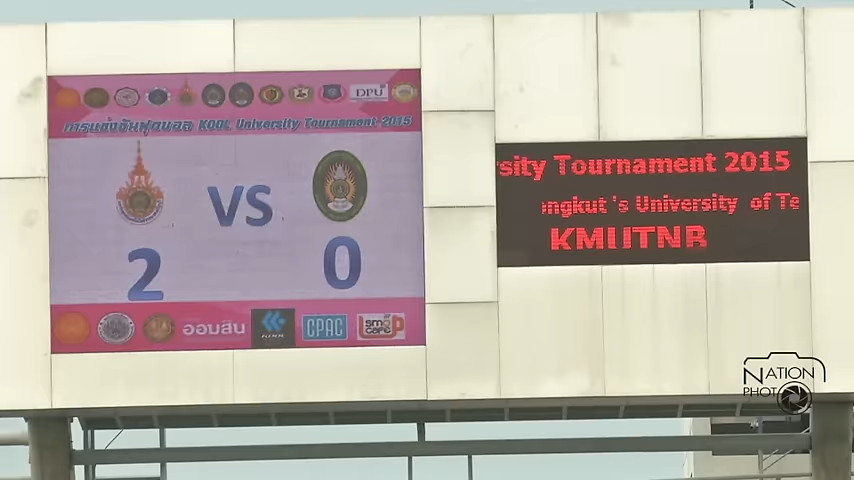 DPU
การแข่งขันฟุตบอล KOOL University Tournament 2015
VS
2
0
ออมสิน
KOOL
CPAC
sity Tournament 2015
ngkut's University of Te
KMUTNB
NATION
PHOTO